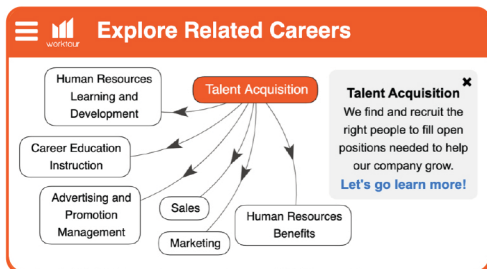 worktour
Explore Related Careers
Human Resources
Learning and
Development
Talent Acquisition
Career Education
Instruction
Advertising and
Promotion
Management
Sales
Marketing
Human Resources
Benefits
Talent Acquisition
We find and recruit the
right people to fill open
positions needed to help
our company grow.
Let's go learn more!